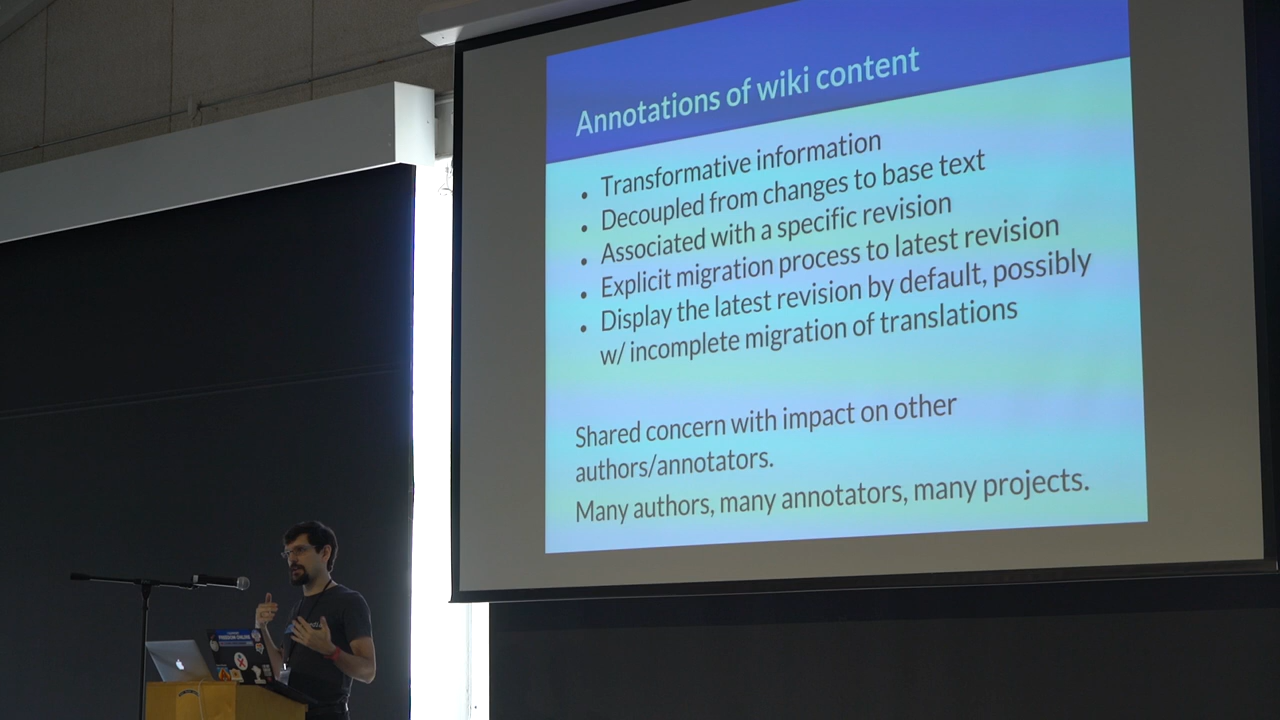 Annotations of wiki content
• Transformative information
• Decoupled from changes to base text
• Associated with a specific revision
• Explicit migration process to latest revision
• Display the latest revision by default, possibly
w/ incomplete migration of translations
Shared concern with impact on other
authors/annotators.
Many authors, many annotators, many projects.